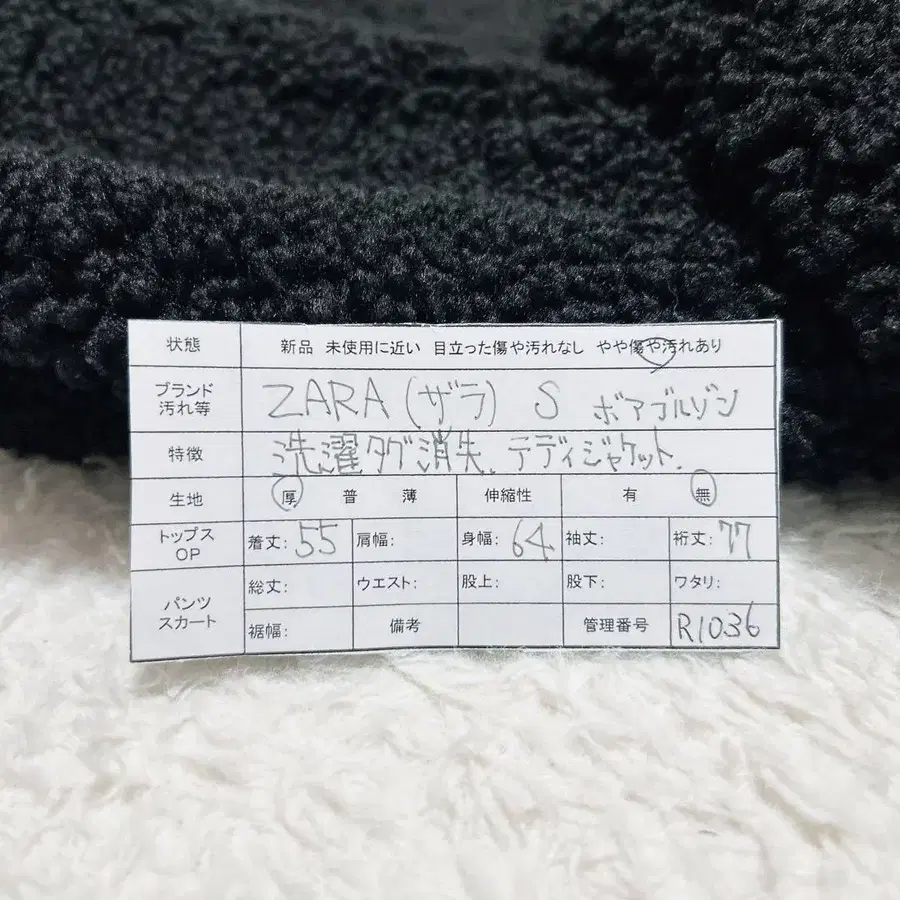 状態 新品 未使用に近い 目立った傷や汚れなし やや傷や汚れあり
ブランド 汚れ等 ZARA (ザラ) S ボアブルゾン
特徴 洗濯タグ消失、テディジャケット、
生地 厚 普 薄 伸縮性 有 無
トップス OP 着丈: 55 肩幅: 身幅: 64 袖丈: 裄丈: 77
パンツ スカート 総丈: ウエスト: 股上: 股下: ワタリ:
裾幅: 備考 管理番号 R1036